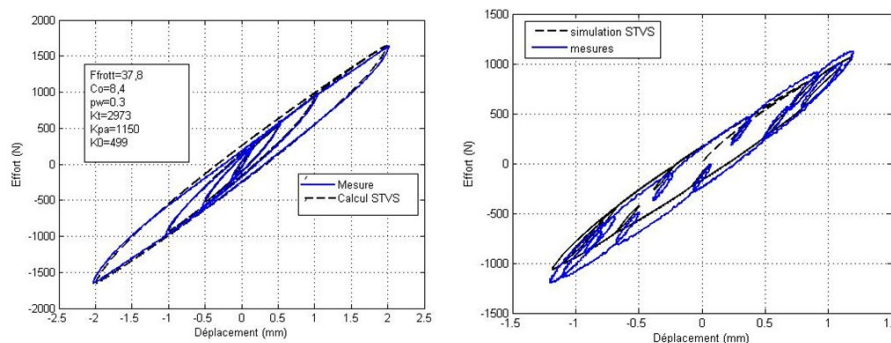 2000
1500
1000
500
0
-500
-1000
-1500
-2000
Effort (N)
Ffrott=37,8
Co=8,4
pw=0.3
Kt=2973
Kpa=1150
K0=499
Mesure
Calcul STVS
-2.5 -2 -1.5 -1 -0.5 0 0.5 1 1.5 2 2.5
Déplacement (mm)
1500
1000
500
0
-500
-1000
-1500
Effort (N)
simulation STVS
mesures
-1.5 -1 -0.5 0 0.5 1 1.5
Déplacement (mm)